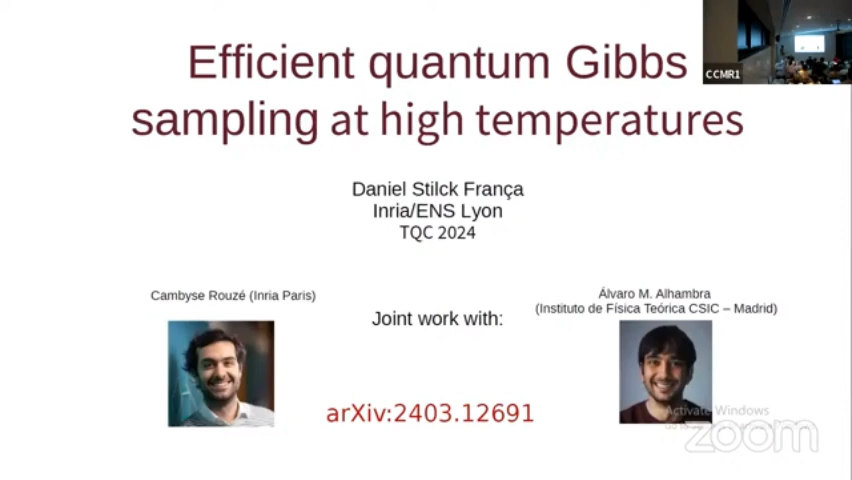 Efficient quantum Gibbs
sampling at high temperatures
CCMR1
Daniel Stilck França
Inria/ENS Lyon
TQC 2024
Cambyse Rouzé (Inria Paris)
Álvaro M. Alhambra
(Instituto de Física Teórica CSIC – Madrid)
Joint work with:
arXiv:2403.12691
Activate Windows
zoom